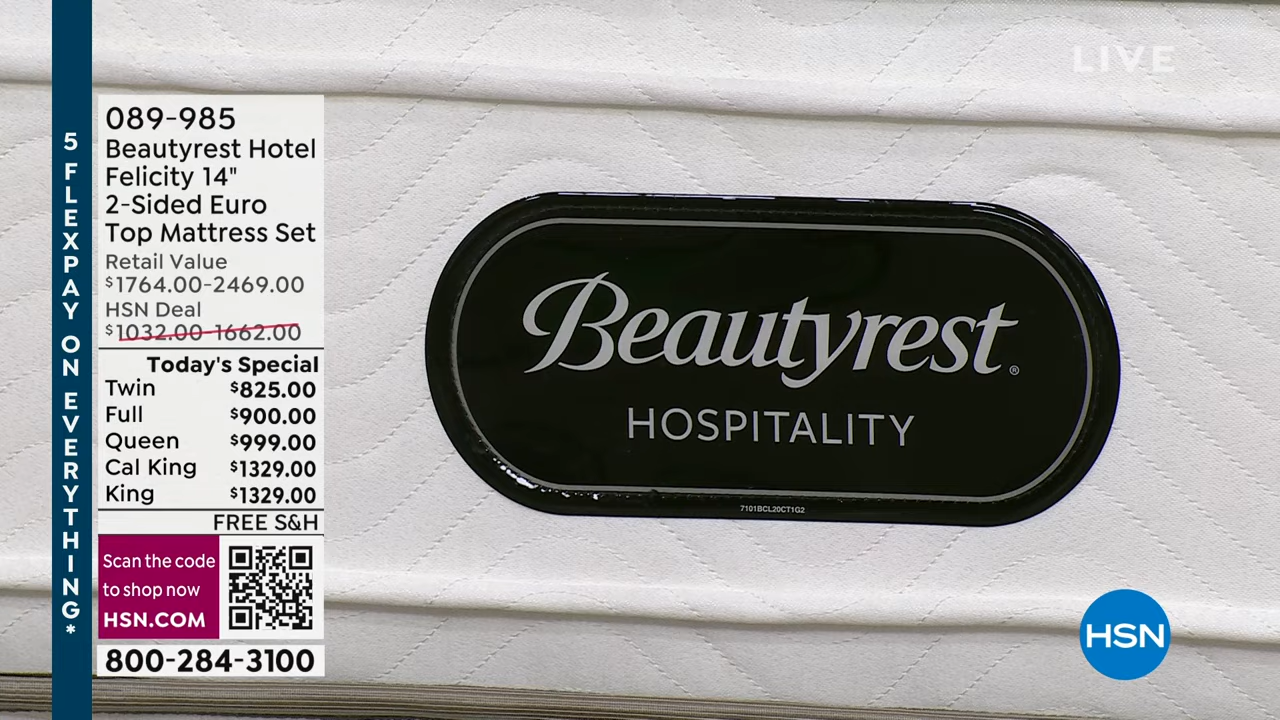 LIVE
5 FLEXPAY ON EVERYTHING*
089-985
Beautyrest Hotel
Felicity 14"
2-Sided Euro
Top Mattress Set
Retail Value
$1764.00-2469.00
HSN Deal
$1032.00-1662.00
Today's Special
Twin $825.00
Full $900.00
Queen $999.00
Cal King $1329.00
King $1329.00
FREE S&H
Scan the code
to shop now
HSN.COM
800-284-3100
Beautyrest®
HOSPITALITY
7101BCL20CT1G2
HSN